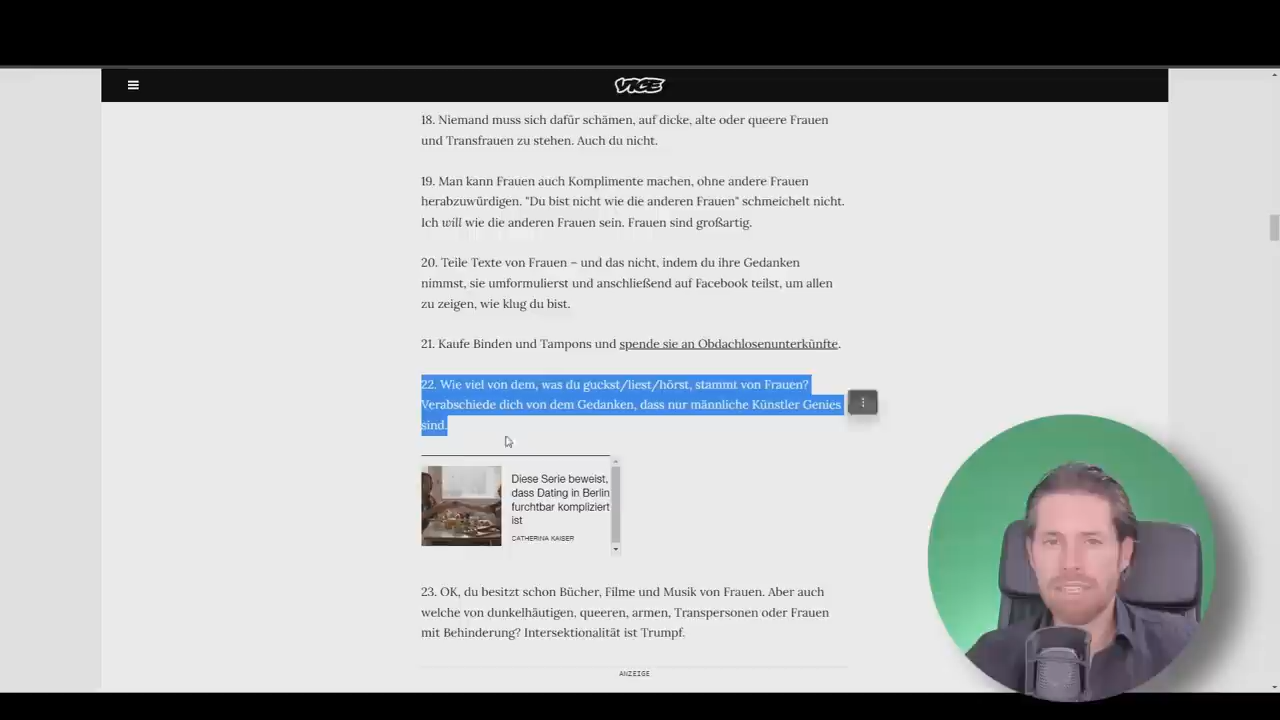 VICE
18. Niemand muss sich dafür schämen, auf dicke, alte oder queere Frauen
und Transfrauen zu stehen. Auch du nicht.
19. Man kann Frauen auch Komplimente machen, ohne andere Frauen
herabzuwürdigen. "Du bist nicht wie die anderen Frauen" schmeichelt nicht.
Ich will wie die anderen Frauen sein. Frauen sind großartig.
20. Teile Texte von Frauen – und das nicht, indem du ihre Gedanken
nimmst, sie umformulierst und anschließend auf Facebook teilst, um allen
zu zeigen, wie klug du bist.
21. Kaufe Binden und Tampons und spende sie an Obdachlosenunterkünfte.
22. Wie viel von dem, was du guckst/liest/hörst, stammt von Frauen?
Verabschiede dich von dem Gedanken, dass nur männliche Künstler Genies
sind.
Diese Serie beweist,
dass Dating in Berlin
furchtbar kompliziert
ist
CATHERINA KAISER
23. OK, du besitzt schon Bücher, Filme und Musik von Frauen. Aber auch
welche von dunkelhäutigen, queeren, armen, Transpersonen oder Frauen
mit Behinderung? Intersektionalität ist Trumpf.
ANZEIGE